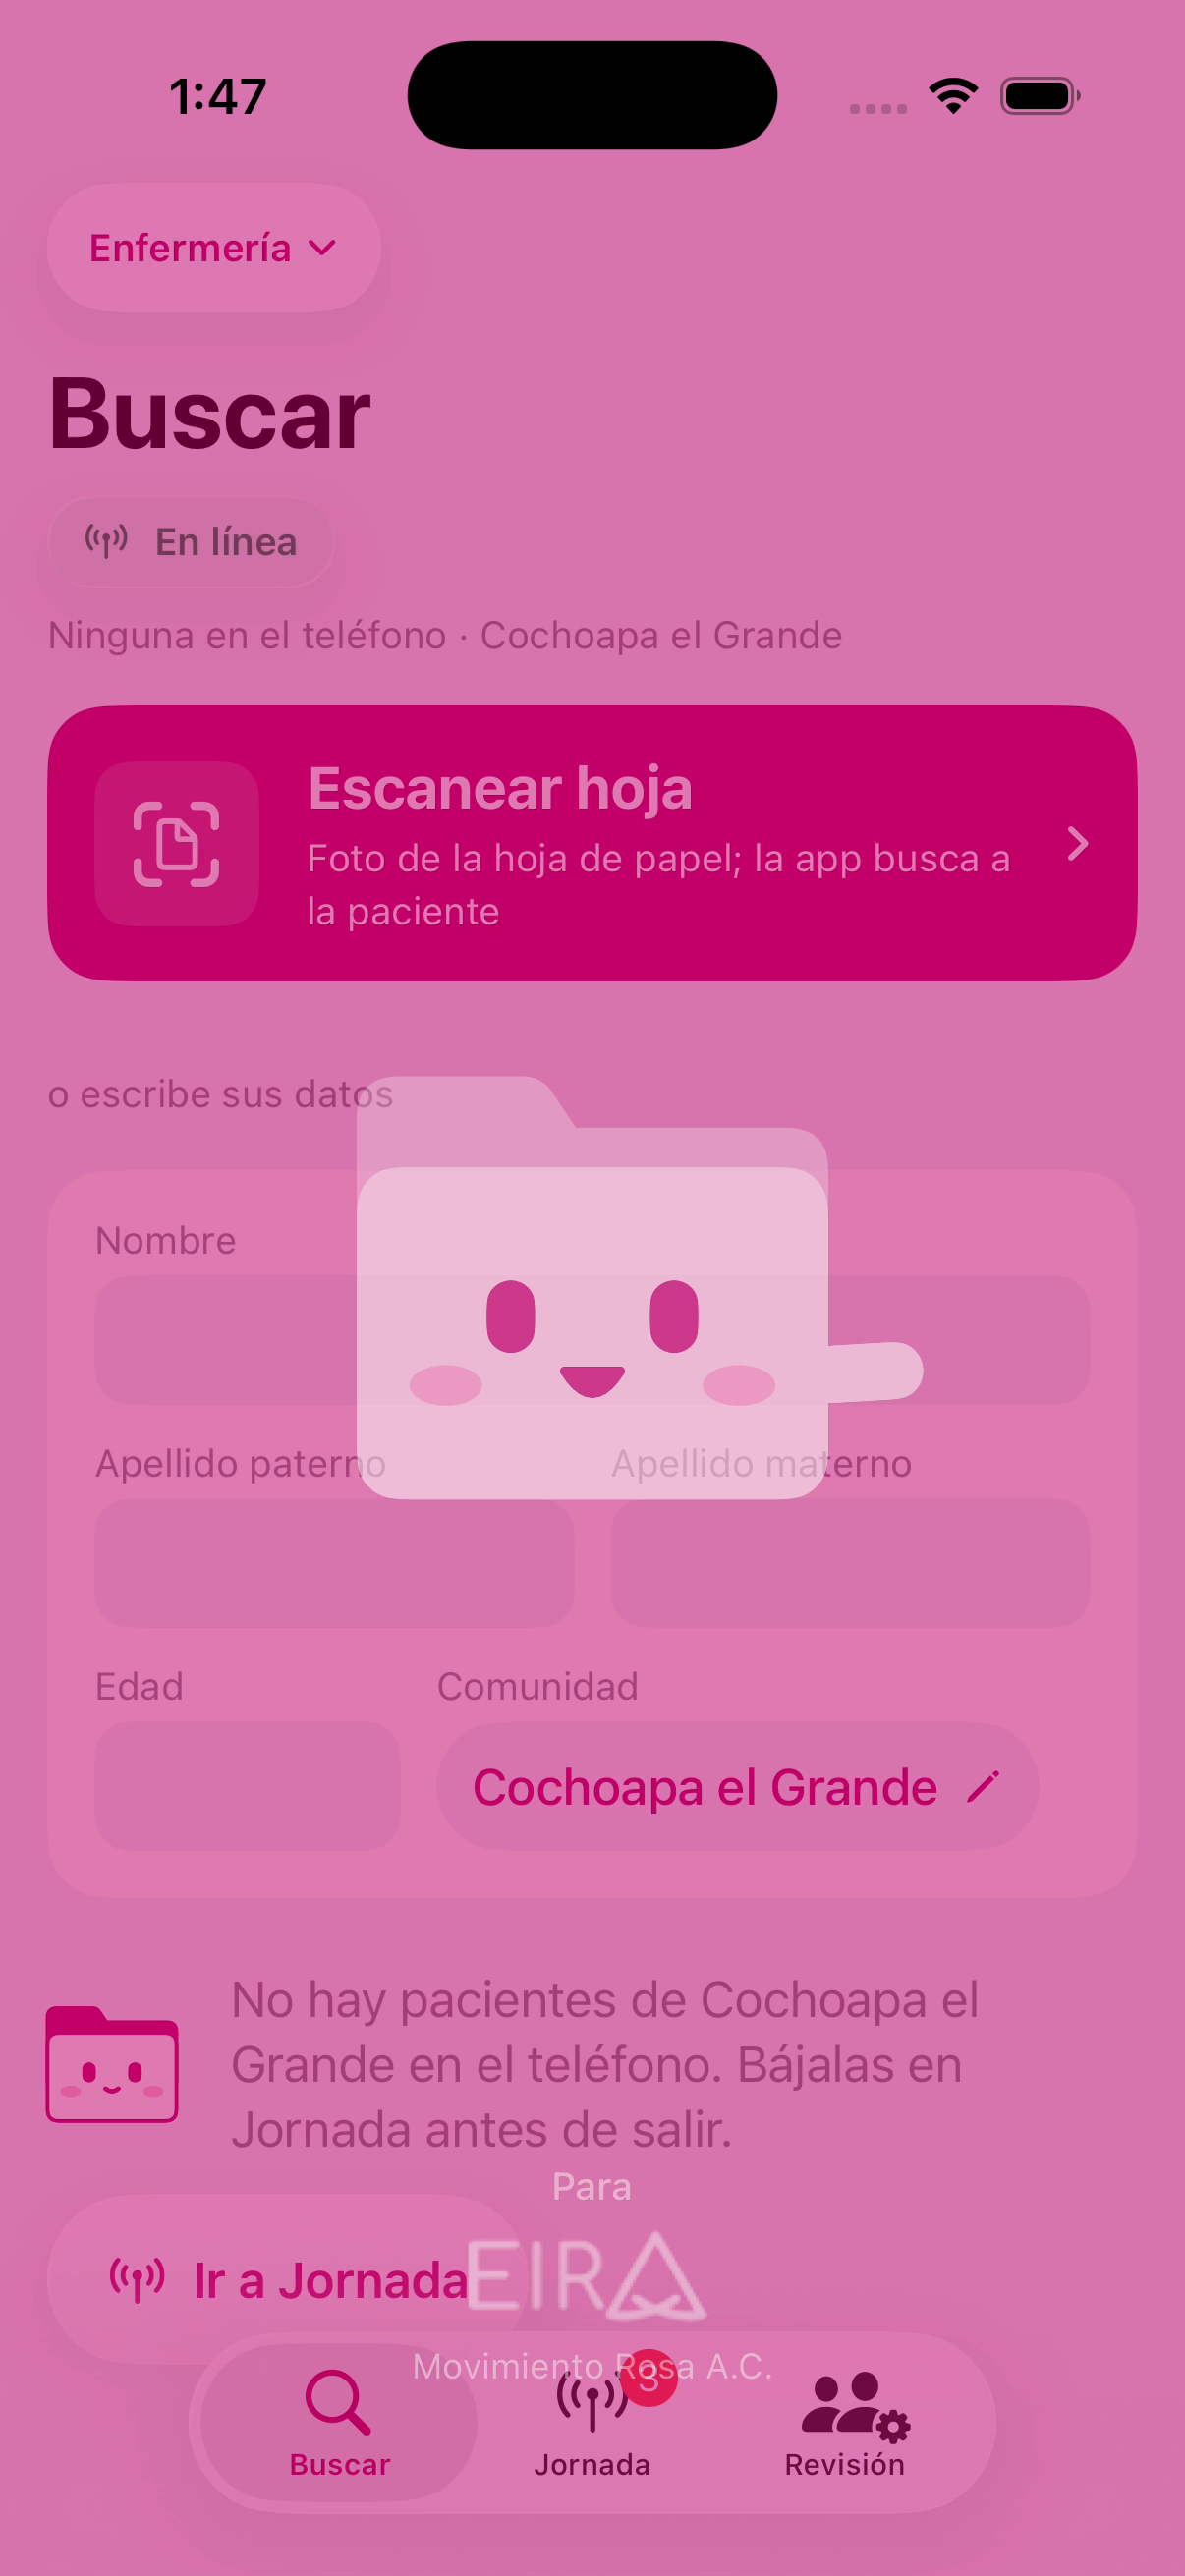 1:47
Enfermería
Buscar
En línea
Ninguna en el teléfono · Cochoapa el Grande
Escanear hoja
Foto de la hoja de papel; la app busca a
la paciente
o escribe sus datos
Nombre
Apellido paterno
Apellido materno
Edad
Comunidad
Cochoapa el Grande
No hay pacientes de Cochoapa el
Grande en el teléfono. Bájalas en
Jornada antes de salir.
Para
Ir a Jornada
EIRA
Movimiento Rosa A.C.
3
Buscar
Jornada
Revisión